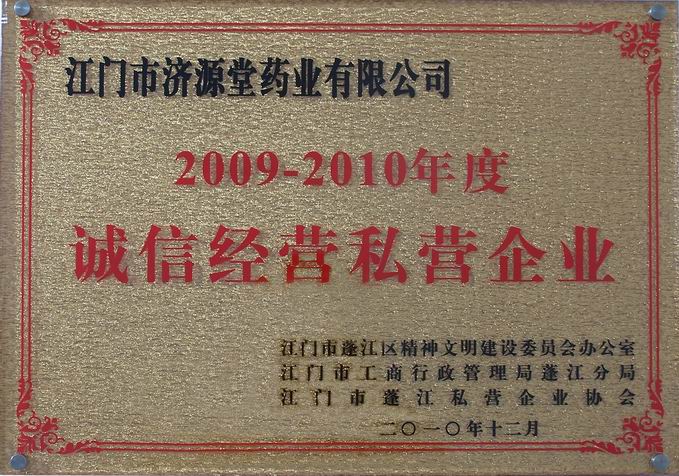 江门市济源堂药业有限公司
2009-2010年度
诚信经营私营企业
江门市蓬江区精神文明建设委员会办公室
江门市工商行政管理局蓬江分局
江门市蓬江私营企业协会
二〇一〇年十二月